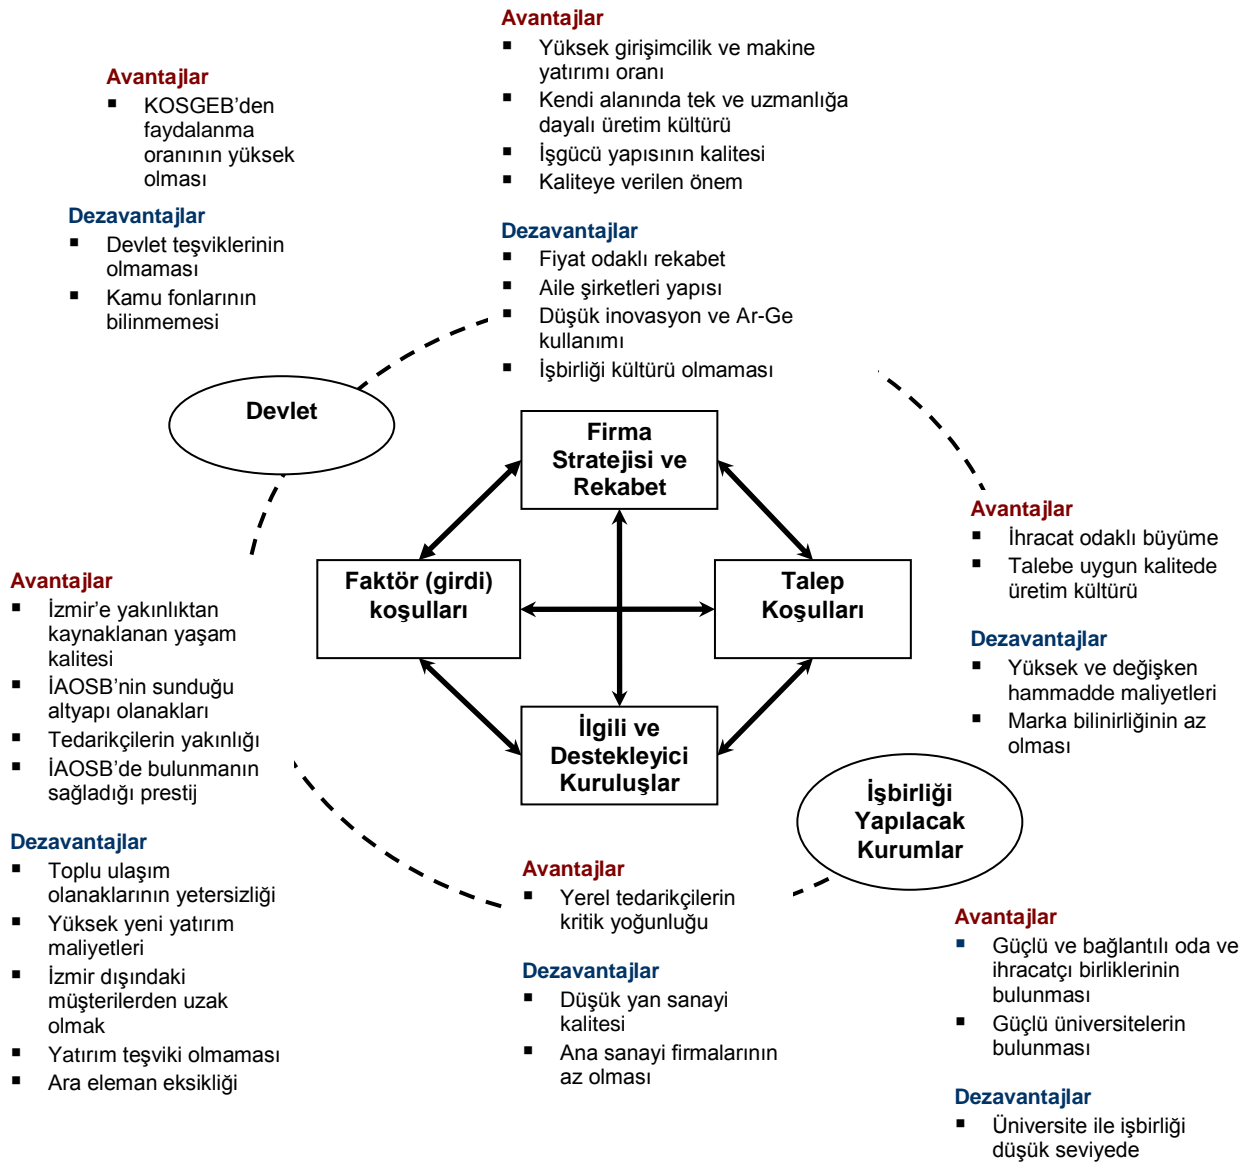 Avantajlar
KOSGEB’den
faydalanma
oranının yüksek
olması
Dezavantajlar
Devlet teşviklerinin
olmaması
Kamu fonlarının
bilinmemesi
Avantajlar
Yüksek girişimcilik ve makine
yatırımı oranı
Kendi alanında tek ve uzmanlığa
dayalı üretim kültürü
İşgücü yapısının kalitesi
Kaliteye verilen önem
Dezavantajlar
Fiyat odaklı rekabet
Aile şirketleri yapısı
Düşük inovasyon ve Ar-Ge
kullanımı
İşbirliği kültürü olmaması
Devlet
Firma
Stratejisi ve
Rekabet
Faktör (girdi)
koşulları
Talep
Koşulları
İlgili ve
Destekleyici
Kuruluşlar
Avantajlar
İhracat odaklı büyüme
Talebe uygun kalitede
üretim kültürü
Dezavantajlar
Yüksek ve değişken
hammadde maliyetleri
Marka bilinirliğinin az
olması
Avantajlar
İzmir’e yakınlıktan
kaynaklanan yaşam
kalitesi
İAOSB’nin sunduğu
altyapı olanakları
Tedarikçilerin yakınlığı
İAOSB’de bulunmanın
sağladığı prestij
Dezavantajlar
Toplu ulaşım
olanaklarının yetersizliği
Yüksek yeni yatırım
maliyetleri
İzmir dışındaki
müşterilerden uzak
olmak
Yatırım teşviki olmaması
Ara eleman eksikliği
Avantajlar
Yerel tedarikçilerin
kritik yoğunluğu
Dezavantajlar
Düşük yan sanayi
kalitesi
Ana sanayi firmalarının
az olması
İşbirliği
Yapılacak
Kurumlar
Avantajlar
Güçlü ve bağlantılı oda ve
ihracatçı birliklerinin
bulunması
Güçlü üniversitelerin
bulunması
Dezavantajlar
Üniversite ile işbirliği
düşük seviyede